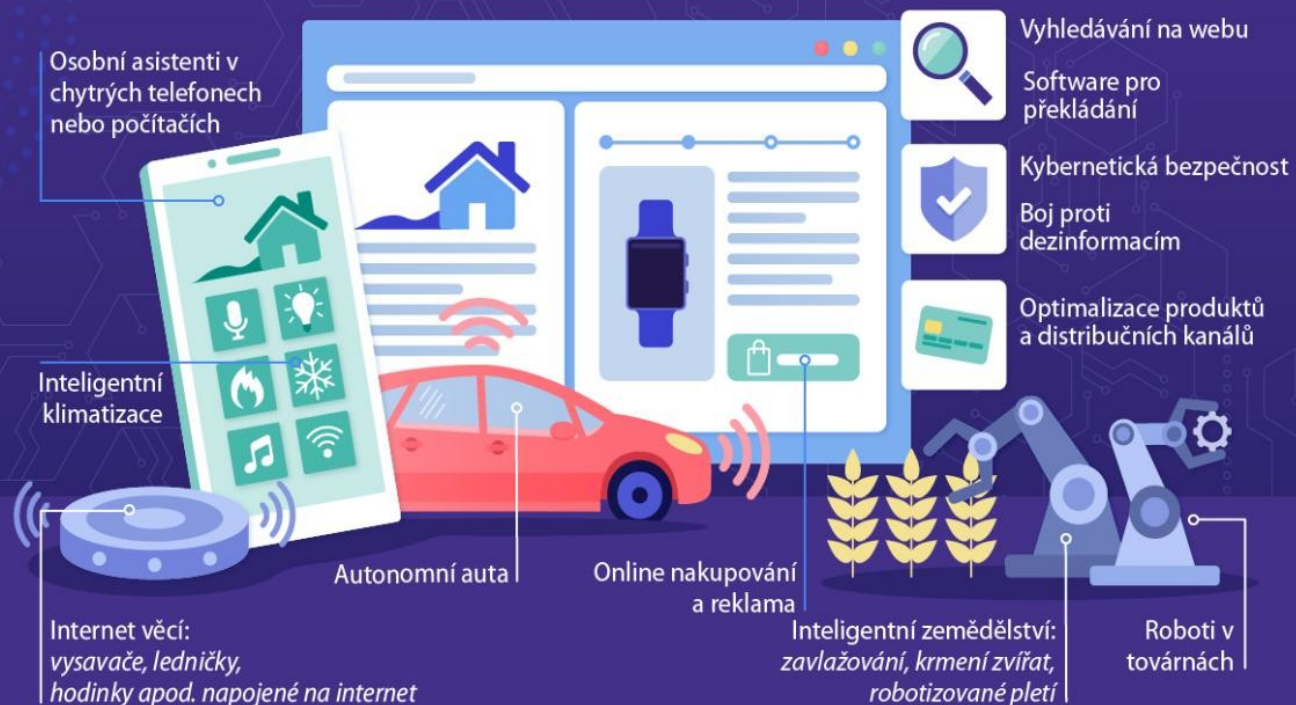 Osobní asistenti v
chytrých telefonech
nebo počítačích
Vyhledávání na webu
Software pro
překládání
Kybernetická bezpečnost
Boj proti
dezinformacím
Optimalizace produktů
a distribučních kanálů
Inteligentní
klimatizace
Autonomní auta
Online nakupování
a reklama
Internet věcí:
vysavače, ledničky,
hodinky apod. napojené na internet
Inteligentní zemědělství:
zavlažování, krmení zvířat,
robotizované pletí
Roboti v
továrnách